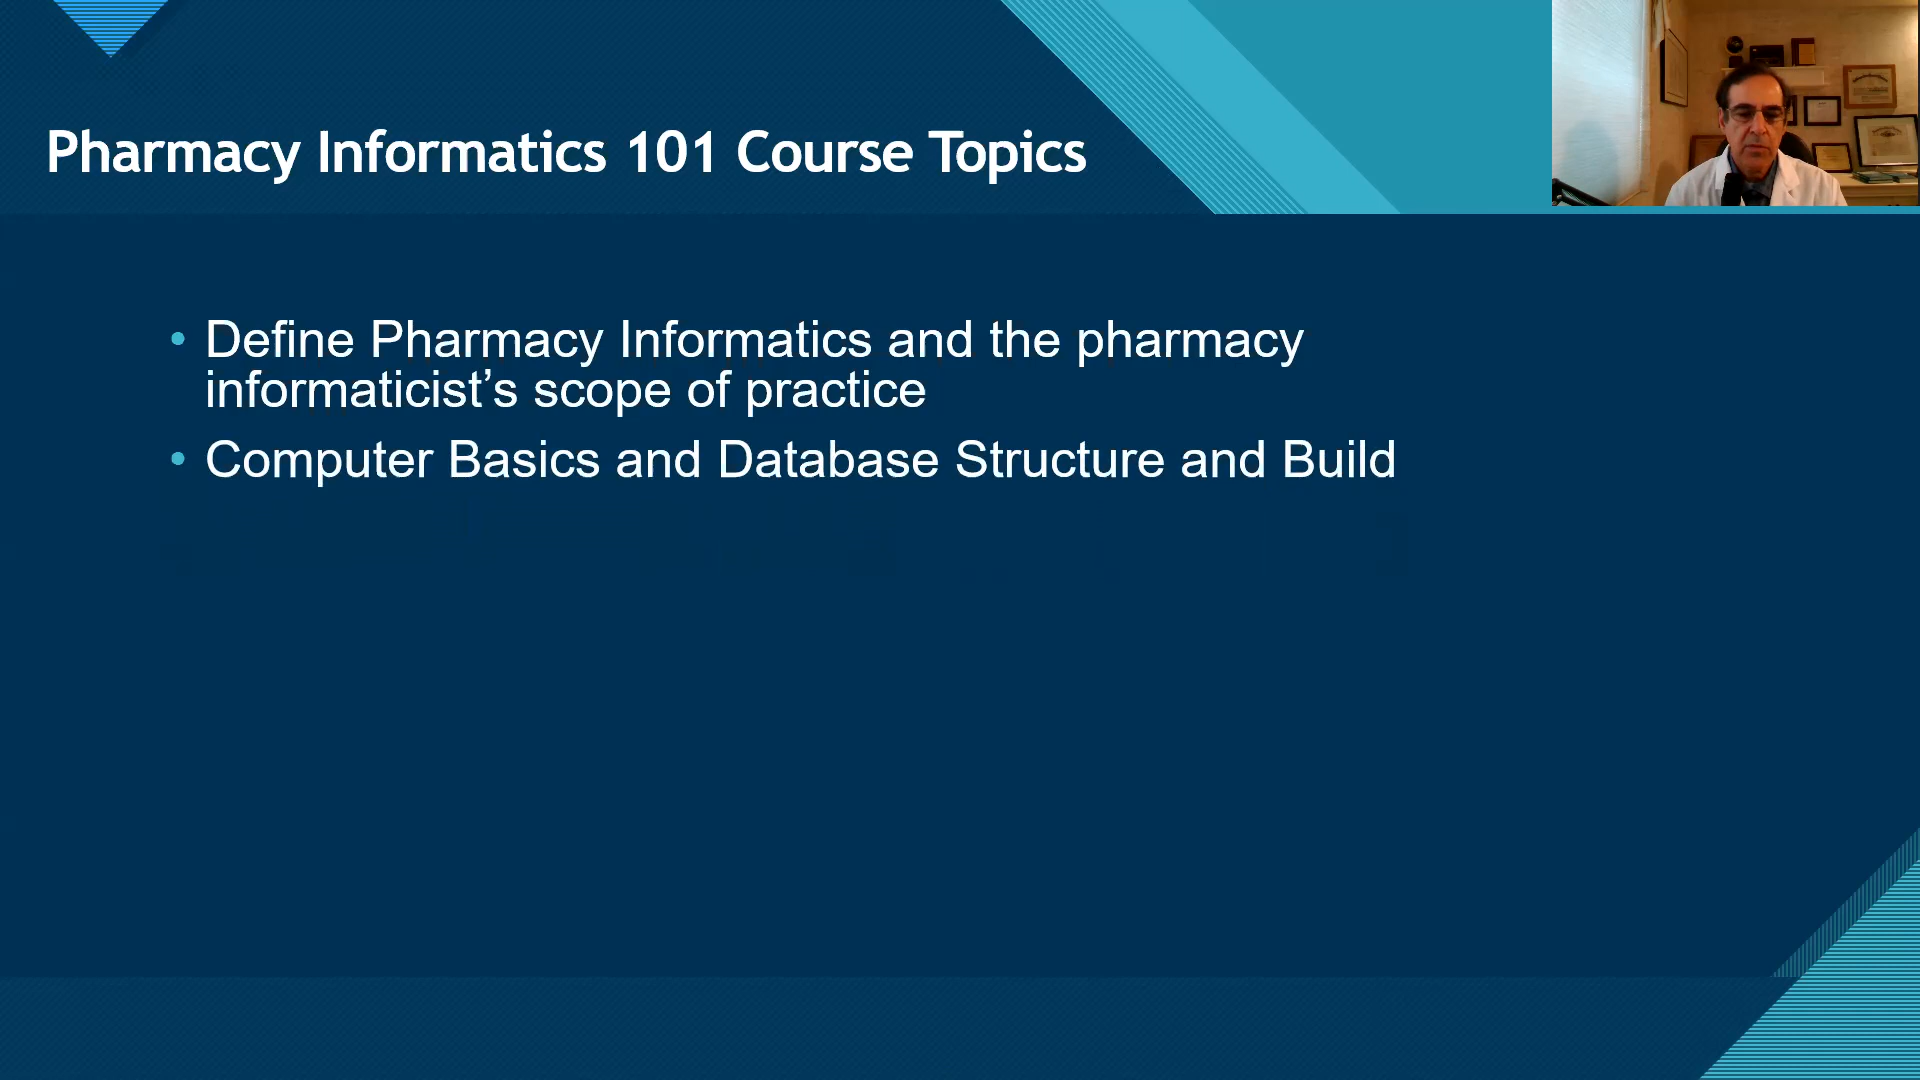 Pharmacy Informatics 101 Course Topics
• Define Pharmacy Informatics and the pharmacy
informaticist’s scope of practice
• Computer Basics and Database Structure and Build